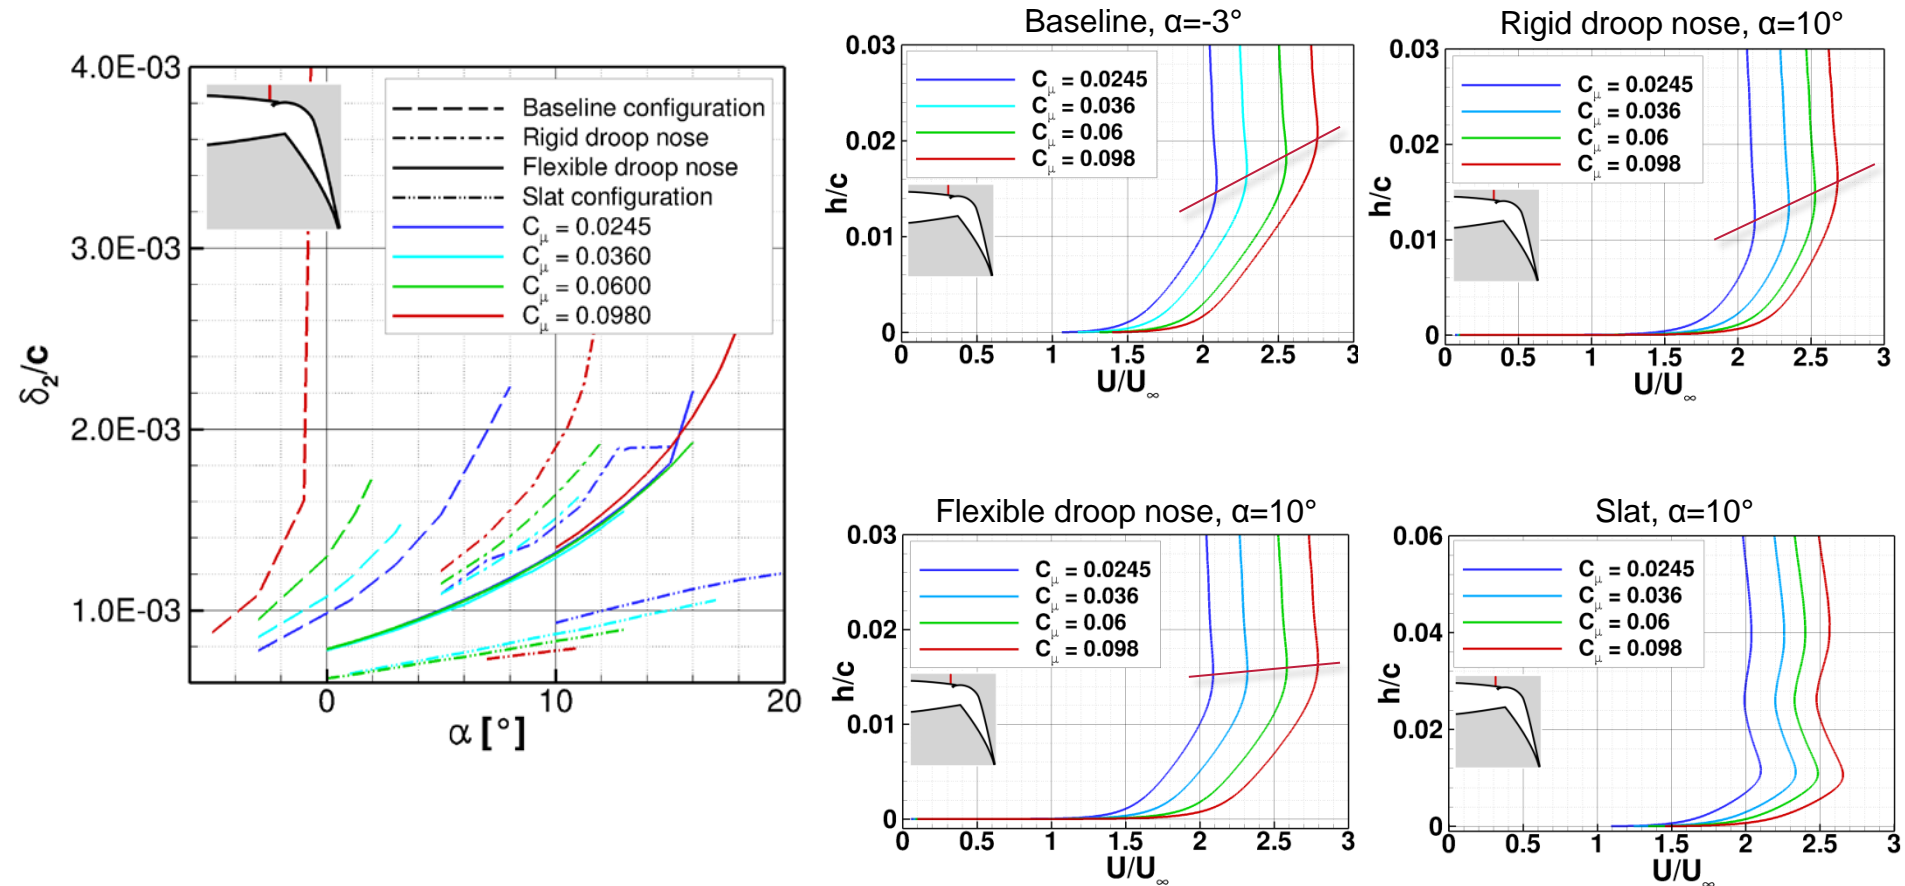 4.0E-03
3.0E-03
2.0E-03
1.0E-03
δ₂/c
0
10
20
α [°]
Baseline configuration
Rigid droop nose
Flexible droop nose
Slat configuration
Cμ = 0.0245
Cμ = 0.0360
Cμ = 0.0600
Cμ = 0.0980
Baseline, α=-3°
0.03
0.02
0.01
0
h/c
Cμ = 0.0245
Cμ = 0.036
Cμ = 0.06
Cμ = 0.098
0 0.5 1 1.5 2 2.5 3
U/U∞
Rigid droop nose, α=10°
0.03
0.02
0.01
0
h/c
Cμ = 0.0245
Cμ = 0.036
Cμ = 0.06
Cμ = 0.098
0 0.5 1 1.5 2 2.5 3
U/U∞
Flexible droop nose, α=10°
0.03
0.02
0.01
0
h/c
Cμ = 0.0245
Cμ = 0.036
Cμ = 0.06
Cμ = 0.098
0 0.5 1 1.5 2 2.5 3
U/U∞
Slat, α=10°
0.06
0.04
0.02
0
h/c
Cμ = 0.0245
Cμ = 0.036
Cμ = 0.06
Cμ = 0.098
0 0.5 1 1.5 2 2.5 3
U/U∞